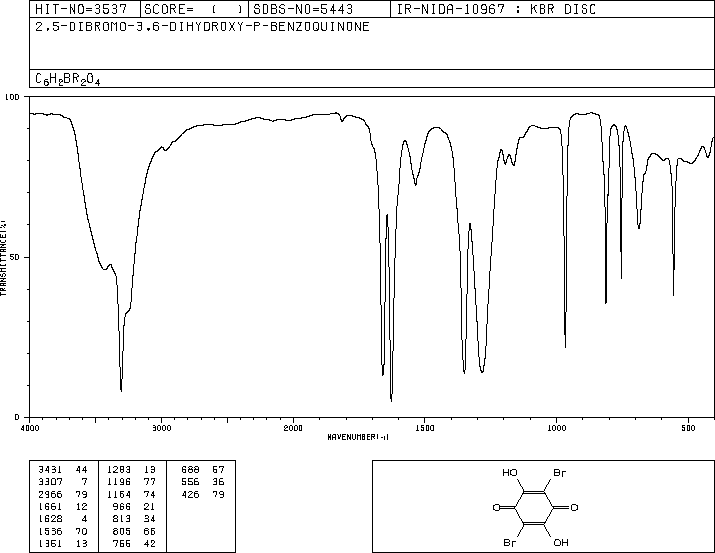 HIT-NO=3537 SCORE= ( ) SDBS-NO=5443 IR-NIDA-10967 : KBR DISC
2,5-DIBROMO-3,6-DIHYDROXY-P-BENZOQUINONE
C6H2BR2O4
100
50
0
TRANSMITTANCE(%)
4000 3000 2000 1500 1000 500
WAVENUMBER(-1)
3431 44 1283 13 688 57
3307 7 1196 77 556 36
2966 79 1164 74 426 79
1661 12 966 21
1628 4 813 34
1536 70 805 66
1351 13 755 42
HO Br
O O
Br OH